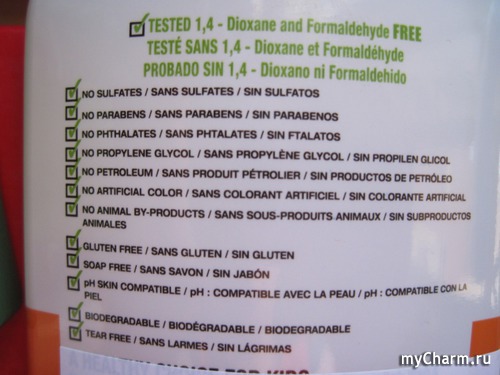 TESTED 1,4 - Dioxane and Formaldehyde FREE
TESTÉ SANS 1,4 - Dioxane et Formaldéhyde
PROBADO SIN 1,4 - Dioxano ni Formaldehido
NO SULFATES / SANS SULFATES / SIN SULFATOS
NO PARABENS / SANS PARABENS / SIN PARABENOS
NO PHTHALATES / SANS PHTALATES / SIN FTALATOS
NO PROPYLENE GLYCOL / SANS PROPYLÈNE GLYCOL / SIN PROPILEN GLICOL
NO PETROLEUM / SANS PRODUIT PÉTROLIER / SIN PRODUCTOS DE PETRÓLEO
NO ARTIFICIAL COLOR / SANS COLORANT ARTIFICIEL / SIN COLORANTE ARTIFICIAL
NO ANIMAL BY-PRODUCTS / SANS SOUS-PRODUITS ANIMAUX / SIN SUBPRODUCTOS
ANIMALES
GLUTEN FREE / SANS GLUTEN / SIN GLUTEN
SOAP FREE / SANS SAVON / SIN JABÓN
pH SKIN COMPATIBLE / pH : COMPATIBLE AVEC LA PEAU / pH : COMPATIBLE CON LA
PIEL
BIODEGRADABLE / BIODÉGRADABLE / BIODEGRADABLE
TEAR FREE / SANS LARMES / SIN LÁGRIMAS
A HEALTHY CHOICE FOR KIDS
myCharm.ru